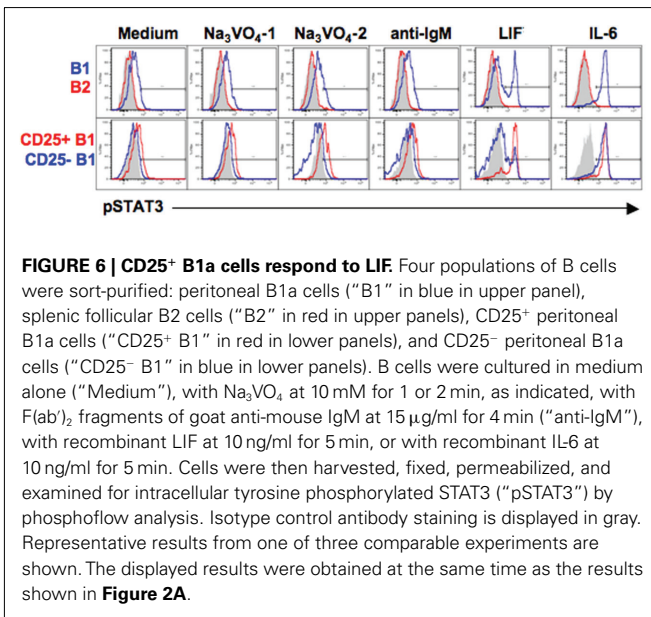 Medium Na₃VO₄-1 Na₃VO₄-2 anti-IgM LIF IL-6
B1
B2
CD25+ B1
CD25- B1
pSTAT3
FIGURE 6 | CD25⁺ B1a cells respond to LIF. Four populations of B cells
were sort-purified: peritoneal B1a cells (“B1” in blue in upper panel),
splenic follicular B2 cells (“B2” in red in upper panels), CD25⁺ peritoneal
B1a cells (“CD25⁺ B1” in red in lower panels), and CD25⁻ peritoneal B1a
cells (“CD25⁻ B1” in blue in lower panels). B cells were cultured in medium
alone (“Medium”), with Na₃VO₄ at 10 mM for 1 or 2 min, as indicated, with
F(ab′)₂ fragments of goat anti-mouse IgM at 15 μg/ml for 4 min (“anti-IgM”),
with recombinant LIF at 10 ng/ml for 5 min, or with recombinant IL-6 at
10 ng/ml for 5 min. Cells were then harvested, fixed, permeabilized, and
examined for intracellular tyrosine phosphorylated STAT3 (“pSTAT3”) by
phosphoflow analysis. Isotype control antibody staining is displayed in gray.
Representative results from one of three comparable experiments are
shown. The displayed results were obtained at the same time as the results
shown in Figure 2A.